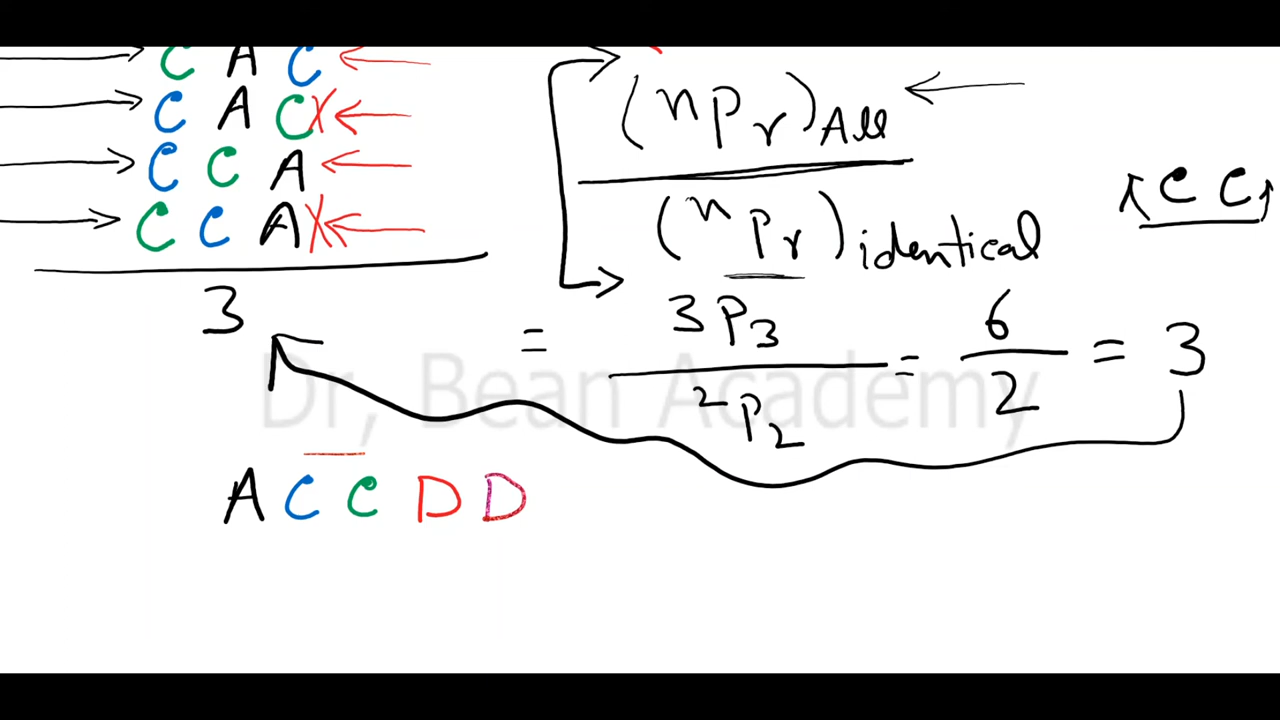 C A C
C A C X
C C A
C C A X
3
(nPr)All
(nPr)identical
C C
= 3P3 / 2P2 = 6 / 2 = 3
Dr, Bean Academy
A C C D D